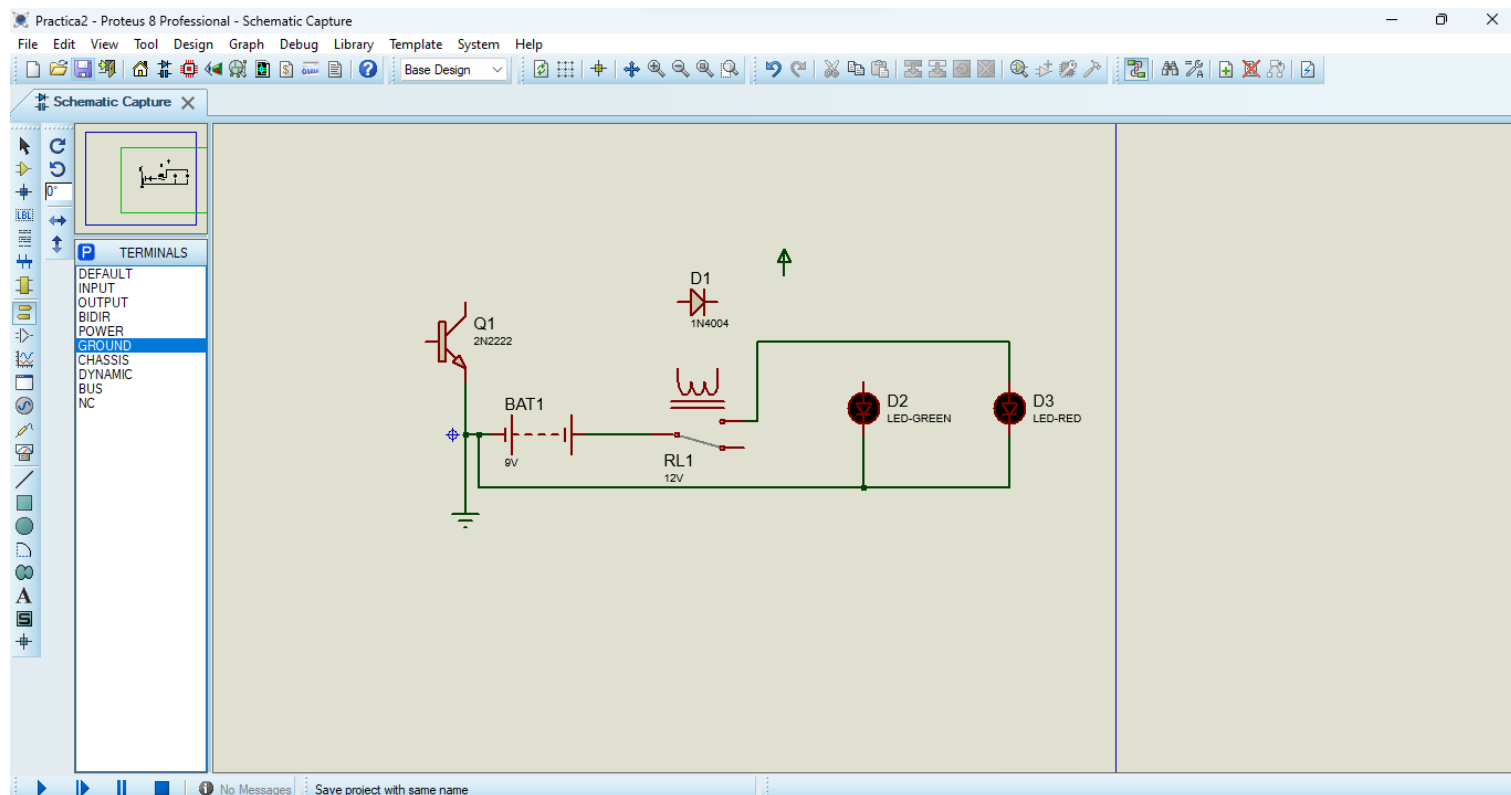 Practica2 - Proteus 8 Professional - Schematic Capture
File Edit View Tool Design Graph Debug Library Template System Help
Base Design
Schematic Capture
0°
LBL
P TERMINALS
DEFAULT
INPUT
OUTPUT
BIDIR
POWER
GROUND
CHASSIS
DYNAMIC
BUS
NC
A
S
D1
1N4004
Q1
2N2222
BAT1
9V
RL1
12V
D2
LED-GREEN
D3
LED-RED
No Messages
Save project with same name